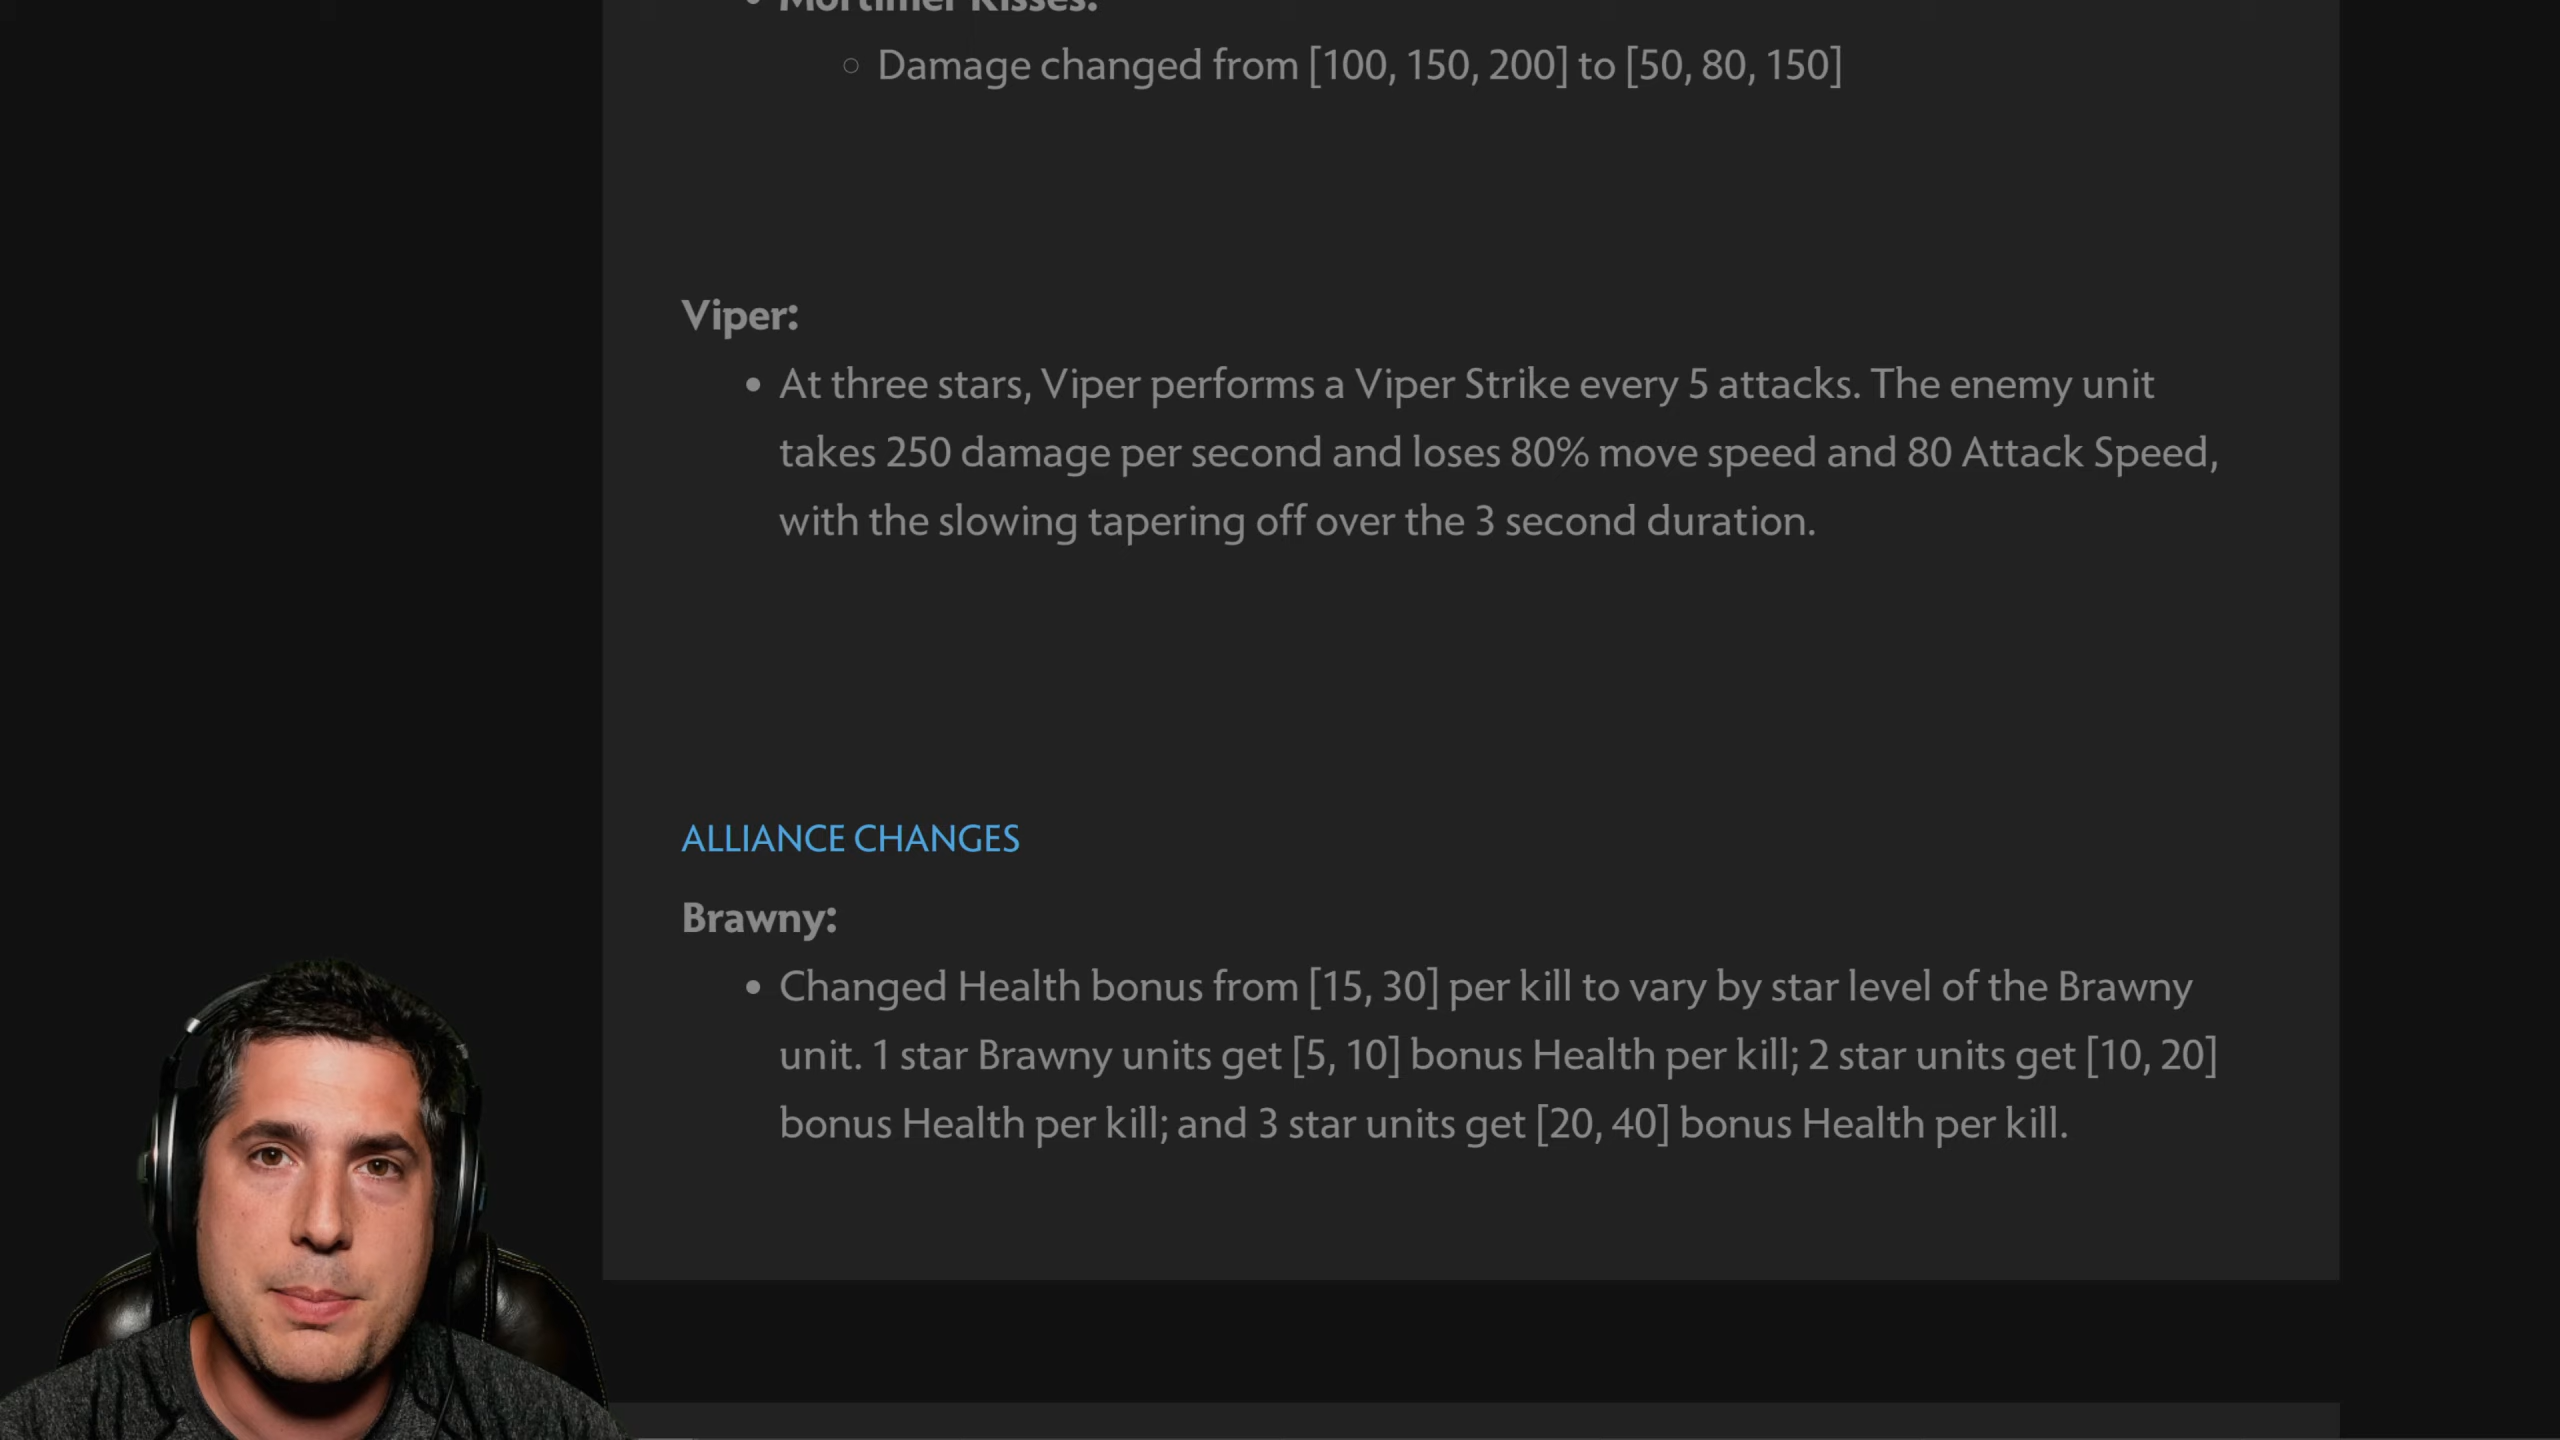 • Mortimer Kisses:
○ Damage changed from [100, 150, 200] to [50, 80, 150]
Viper:
• At three stars, Viper performs a Viper Strike every 5 attacks. The enemy unit
takes 250 damage per second and loses 80% move speed and 80 Attack Speed,
with the slowing tapering off over the 3 second duration.
ALLIANCE CHANGES
Brawny:
• Changed Health bonus from [15, 30] per kill to vary by star level of the Brawny
unit. 1 star Brawny units get [5, 10] bonus Health per kill; 2 star units get [10, 20]
bonus Health per kill; and 3 star units get [20, 40] bonus Health per kill.